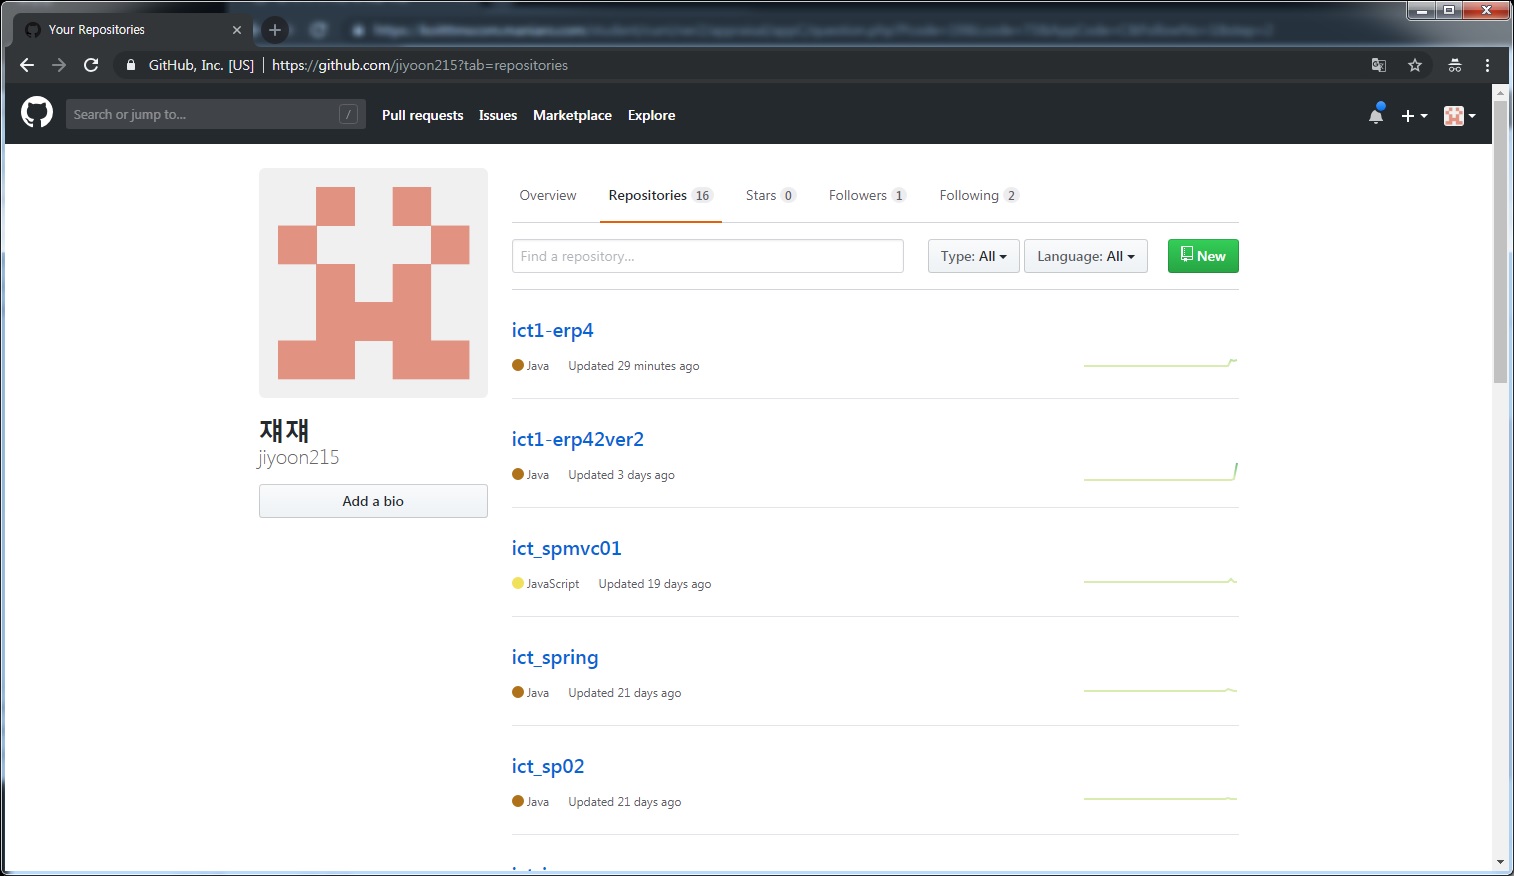 Your Repositories
GitHub, Inc. [US] https://github.com/jiyoon215?tab=repositories
Search or jump to... /
Pull requests Issues Marketplace Explore
Overview Repositories 16 Stars 0 Followers 1 Following 2
Find a repository... Type: All Language: All New
쟤쟤
jiyoon215
Add a bio
ict1-erp4
Java Updated 29 minutes ago
ict1-erp42ver2
Java Updated 3 days ago
ict_spmvc01
JavaScript Updated 19 days ago
ict_spring
Java Updated 21 days ago
ict_sp02
Java Updated 21 days ago